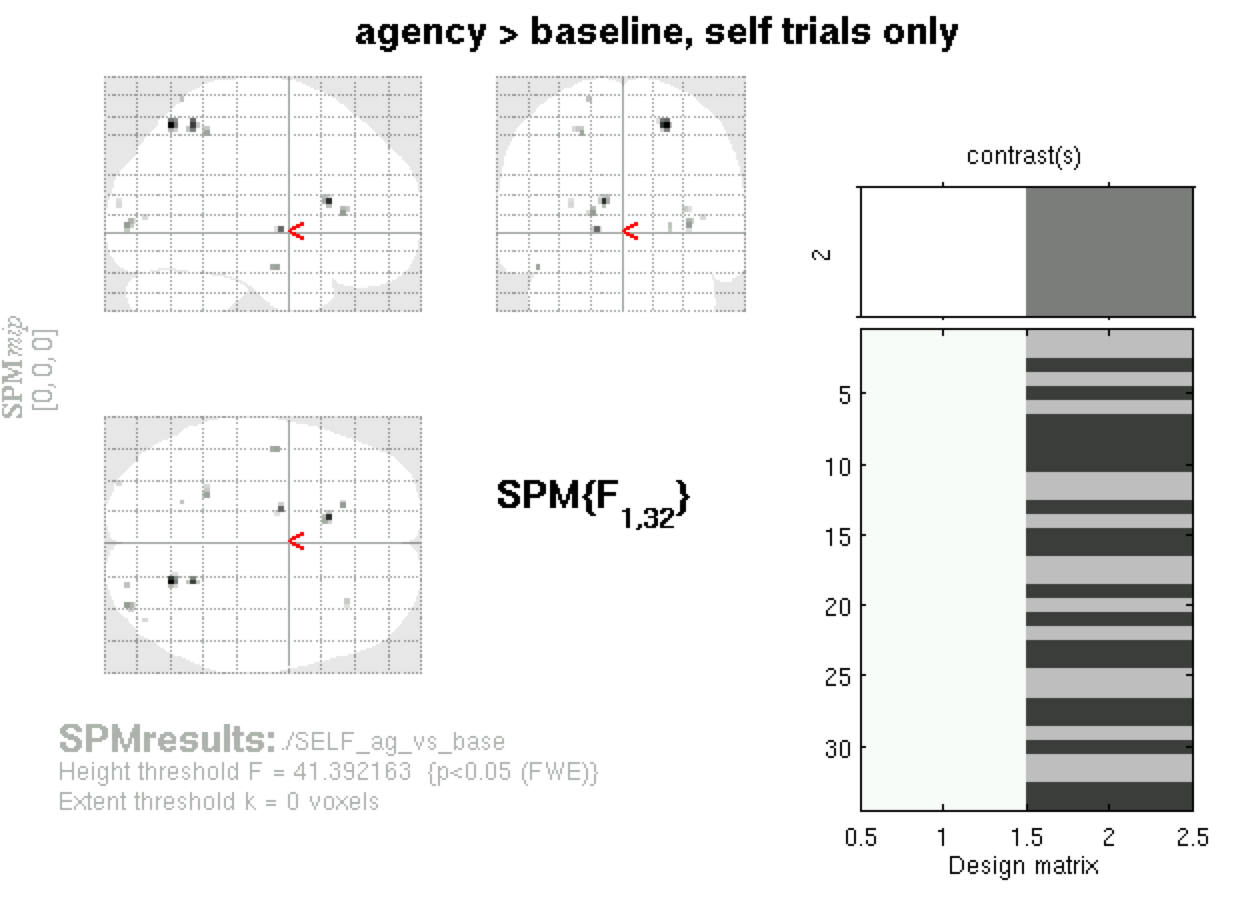 agency > baseline, self trials only
SPMmip
[0, 0, 0]
SPM{F1,32}
contrast(s)
2
5
10
15
20
25
30
0.5 1 1.5 2 2.5
Design matrix
SPMresults: ./SELF_ag_vs_base
Height threshold F = 41.392163 {p<0.05 (FWE)}
Extent threshold k = 0 voxels